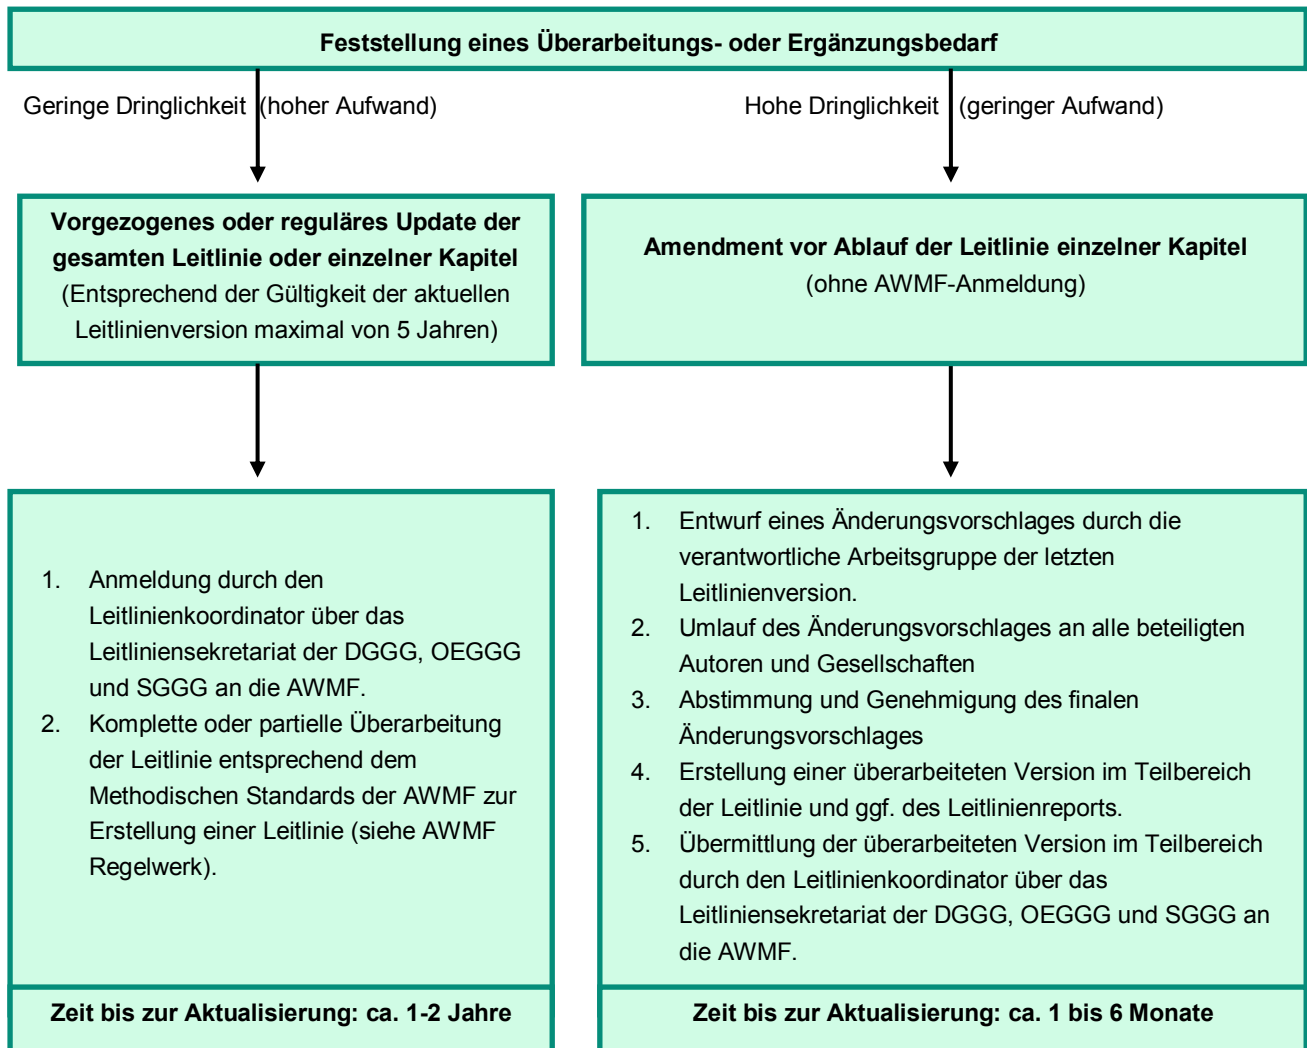 Feststellung eines Überarbeitungs- oder Ergänzungsbedarf
Geringe Dringlichkeit (hoher Aufwand)
Hohe Dringlichkeit (geringer Aufwand)
Vorgezogenes oder reguläres Update der
gesamten Leitlinie oder einzelner Kapitel
(Entsprechend der Gültigkeit der aktuellen
Leitlinienversion maximal von 5 Jahren)
Amendment vor Ablauf der Leitlinie einzelner Kapitel
(ohne AWMF-Anmeldung)
1. Anmeldung durch den
Leitlinienkoordinator über das
Leitliniensekretariat der DGGG, OEGGG
und SGGG an die AWMF.
2. Komplette oder partielle Überarbeitung
der Leitlinie entsprechend dem
Methodischen Standards der AWMF zur
Erstellung einer Leitlinie (siehe AWMF
Regelwerk).
Zeit bis zur Aktualisierung: ca. 1-2 Jahre
1. Entwurf eines Änderungsvorschlages durch die
verantwortliche Arbeitsgruppe der letzten
Leitlinienversion.
2. Umlauf des Änderungsvorschlages an alle beteiligten
Autoren und Gesellschaften
3. Abstimmung und Genehmigung des finalen
Änderungsvorschlages
4. Erstellung einer überarbeiteten Version im Teilbereich
der Leitlinie und ggf. des Leitlinienreports.
5. Übermittlung der überarbeiteten Version im Teilbereich
durch den Leitlinienkoordinator über das
Leitliniensekretariat der DGGG, OEGGG und SGGG an
die AWMF.
Zeit bis zur Aktualisierung: ca. 1 bis 6 Monate